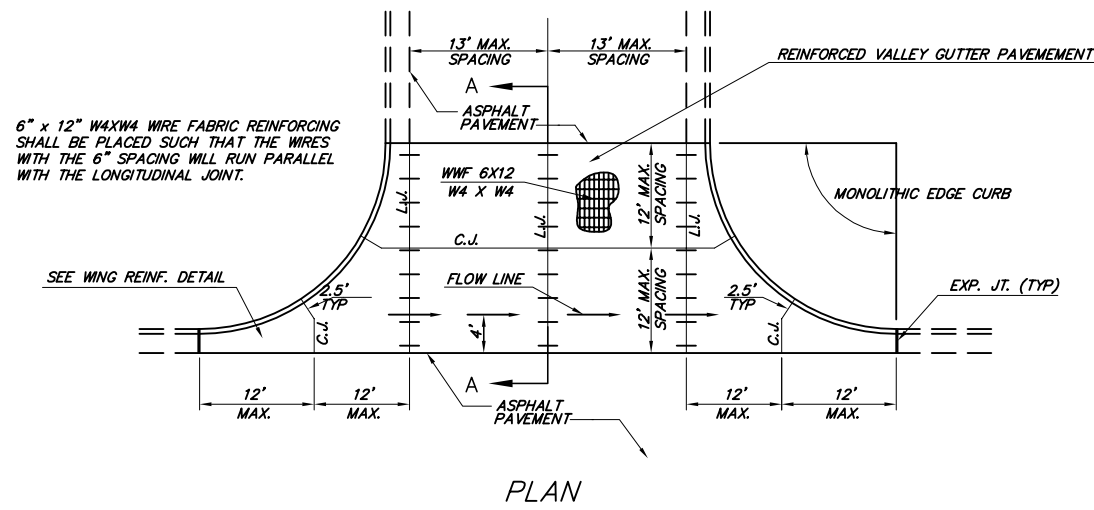 13' MAX.
SPACING
13' MAX.
SPACING
REINFORCED VALLEY GUTTER PAVEMEMENT
A
ASPHALT
PAVEMENT
6" x 12" W4XW4 WIRE FABRIC REINFORCING
SHALL BE PLACED SUCH THAT THE WIRES
WITH THE 6" SPACING WILL RUN PARALLEL
WITH THE LONGITUDINAL JOINT.
WWF 6X12
W4 X W4
12' MAX.
SPACING
MONOLITHIC EDGE CURB
L.J.
L.J.
L.J.
C.J.
SEE WING REINF. DETAIL
2.5'
TYP
FLOW LINE
12' MAX.
SPACING
2.5'
TYP
EXP. JT. (TYP)
C.J.
4'
C.J.
A
12'
MAX.
12'
MAX.
ASPHALT
PAVEMENT
12'
MAX.
12'
MAX.
PLAN